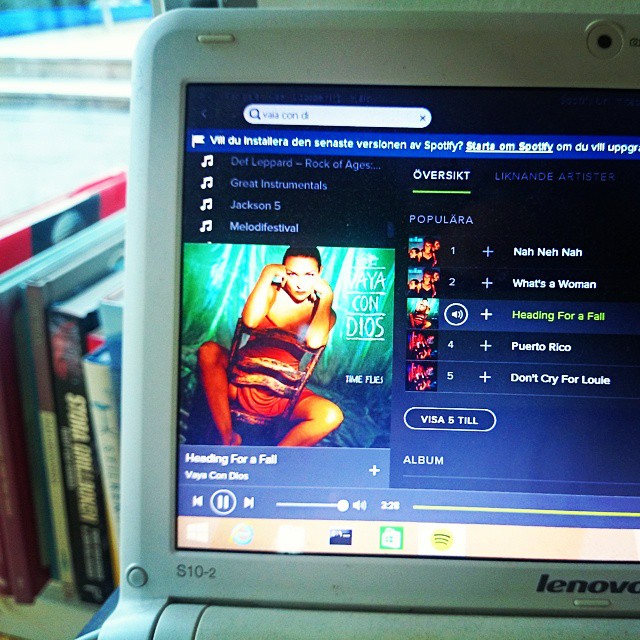 vaia con di
Vill du installera den senaste versionen av Spotify? Starta om Spotify om du vill uppgra
Def Leppard – Rock of Ages:...
Great Instrumentals
Jackson 5
Melodifestival
ÖVERSIKT LIKNANDE ARTISTER
POPULÄRA
1 + Nah Neh Nah
2 + What's a Woman
+ Heading For a Fall
4 + Puerto Rico
5 + Don't Cry For Louie
VISA 5 TILL
ALBUM
VAYA
CON
DIOS
TIME FLIES
Heading For a Fall +
Vaya Con Dios
3:28
S10-2
lenovo